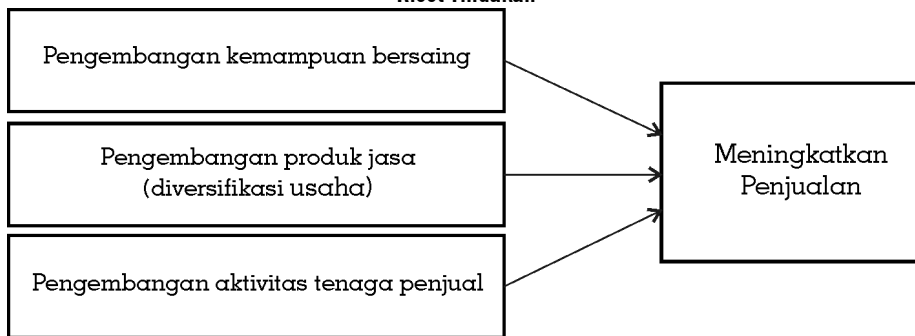 Pengembangan kemampuan bersaing
Pengembangan produk jasa
(diversifikasi usaha)
Pengembangan aktivitas tenaga penjual
Meningkatkan
Penjualan